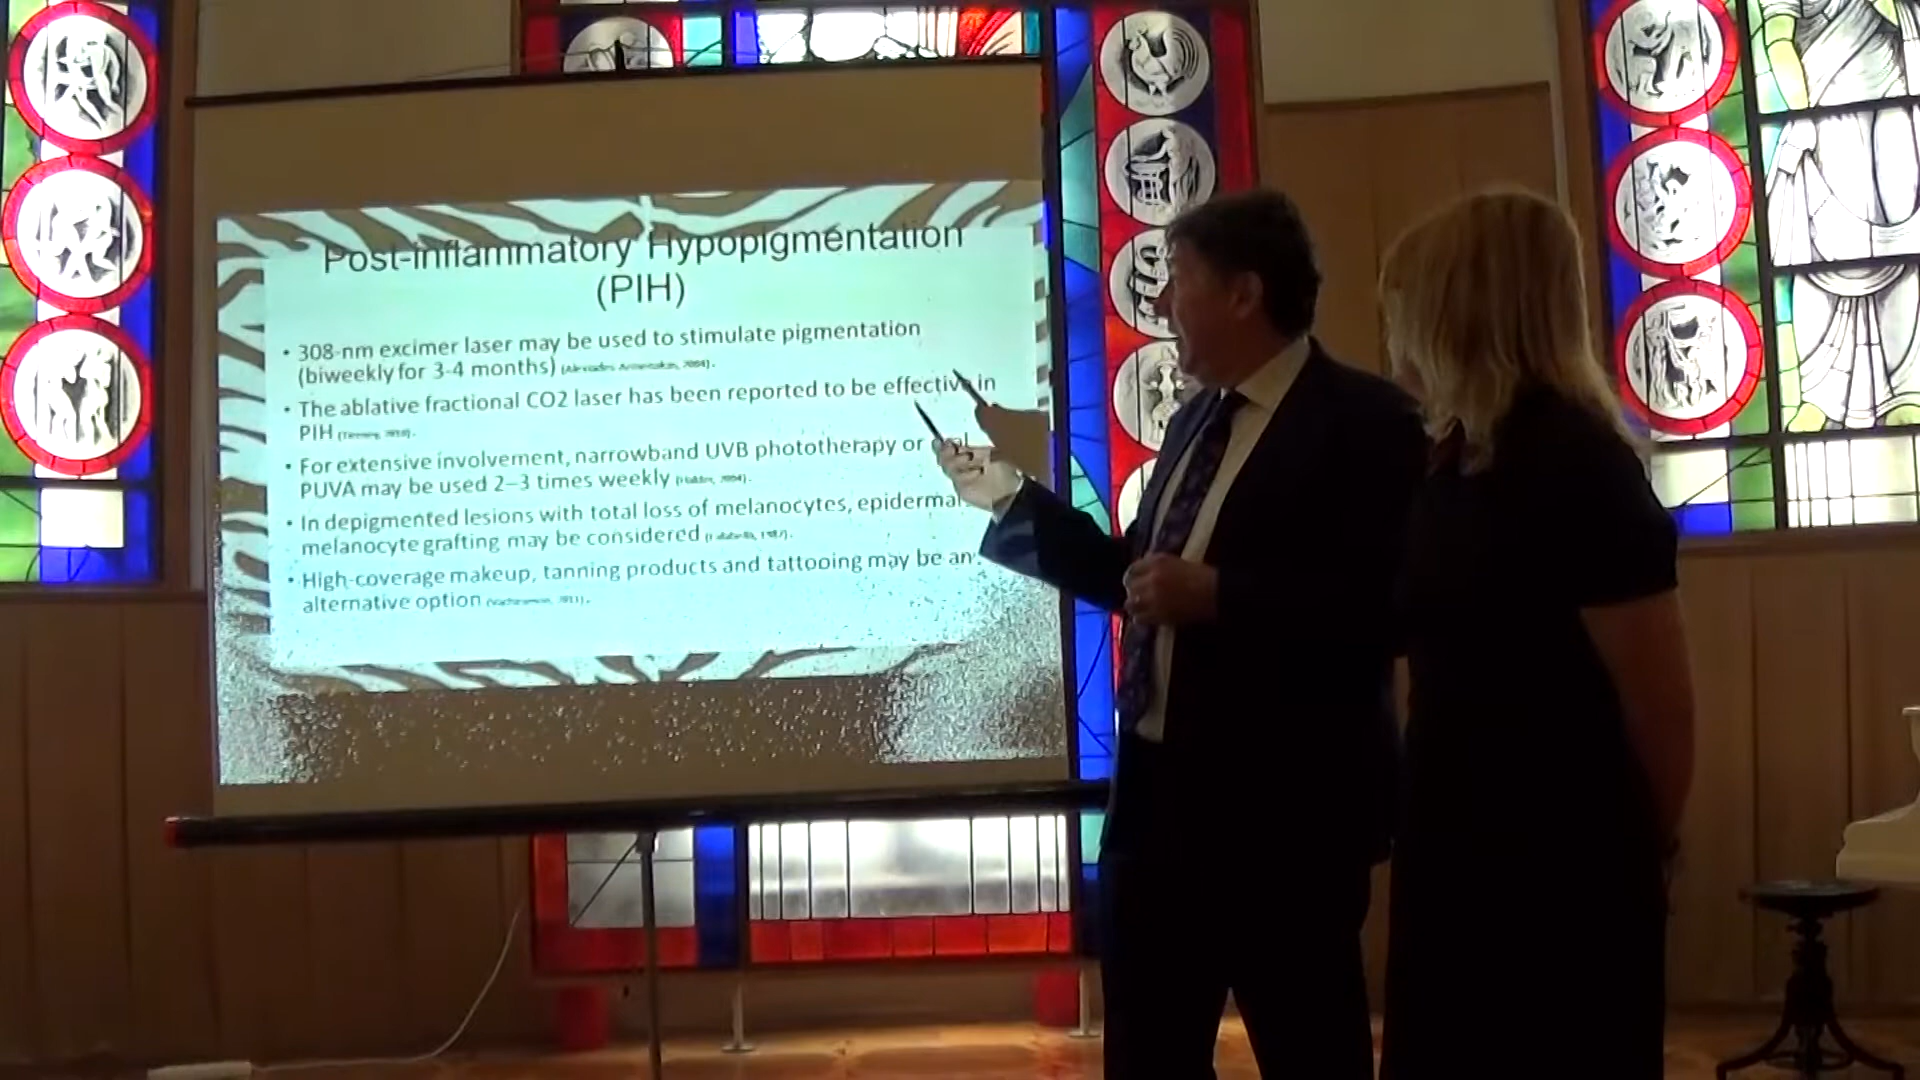 Post-inflammatory Hypopigmentation
(PIH)
• 308-nm excimer laser may be used to stimulate pigmentation
(biweekly for 3-4 months)
• The ablative fractional CO2 laser has been reported to be effective in
PIH
• For extensive involvement, narrowband UVB phototherapy or oral
PUVA may be used 2–3 times weekly
• In depigmented lesions with total loss of melanocytes, epidermal
melanocyte grafting may be considered
• High-coverage makeup, tanning products and tattooing may be an
alternative option